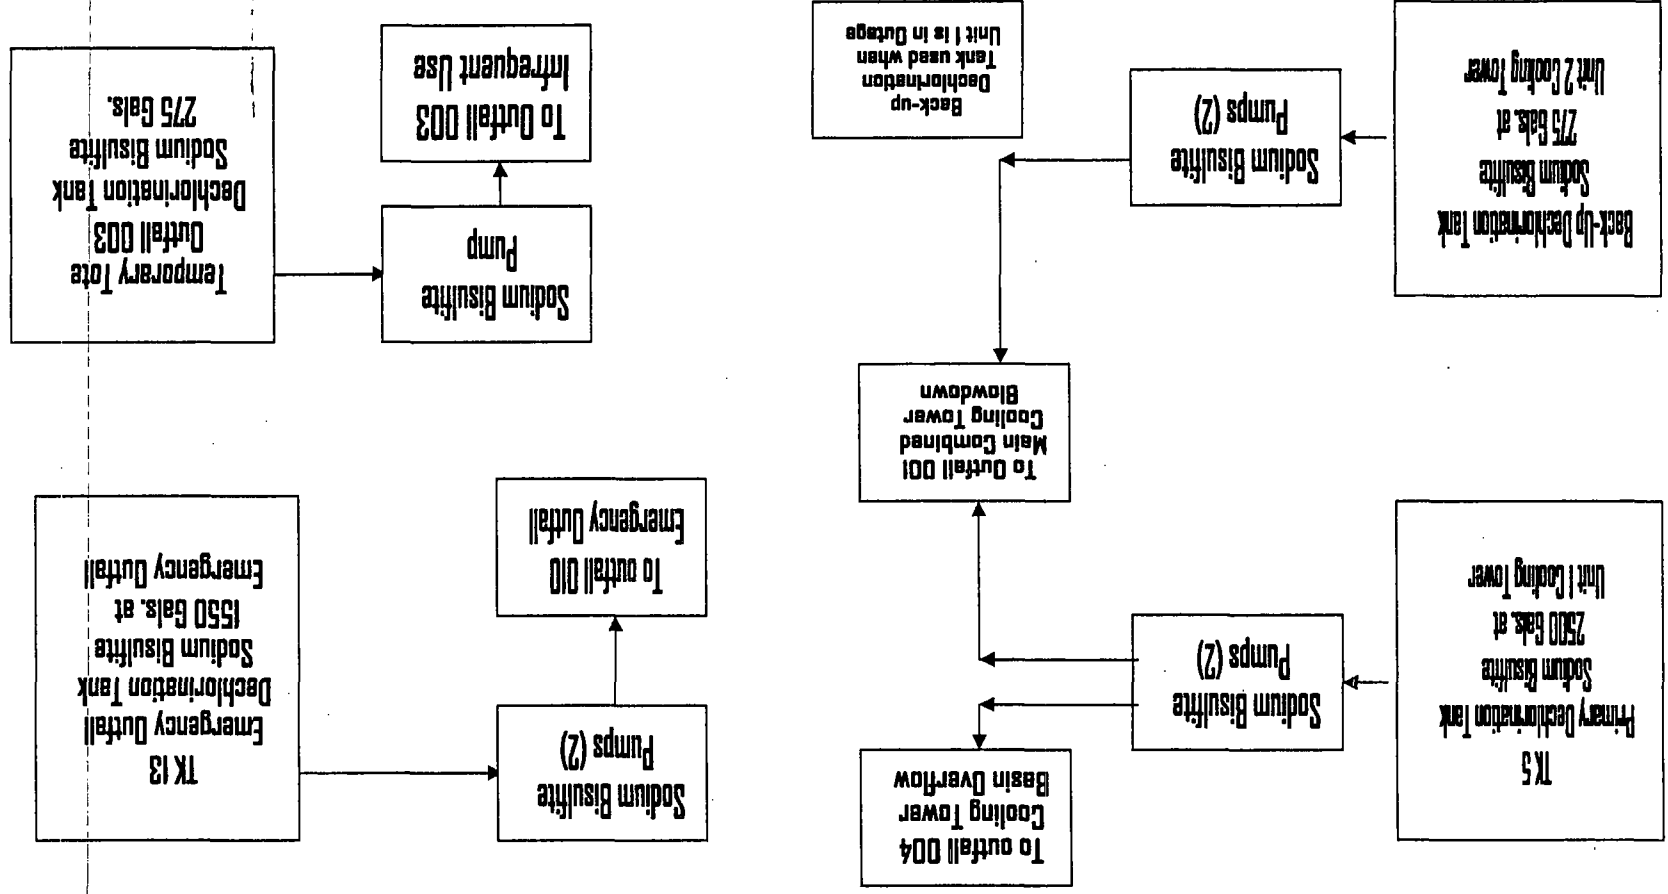 TK 5
Primary Dechlorination Tank
Sodium Bisulfite
2500 Gals. at
Unit 1 Cooling Tower
Sodium Bisulfite
Pumps (2)
To outfall 004
Cooling Tower
Basin Overflow
To Outfall 001
Main Combined
Cooling Tower
Blowdown
Back-Up Dechlorination Tank
Sodium Bisulfite
275 Gals. at
Unit 2 Cooling Tower
Sodium Bisulfite
Pumps (2)
Back-up
Dechlorination
Tank used when
Unit 1 is in Outage
TK 13
Emergency Outfall
Dechlorination Tank
Sodium Bisulfite
1550 Gals. at
Emergency Outfall
Sodium Bisulfite
Pumps (2)
To outfall 010
Emergency Outfall
Temporary Tote
Outfall 003
Dechlorination Tank
Sodium Bisulfite
275 Gals.
Sodium Bisulfite
Pump
To Outfall 003
Infrequent Use